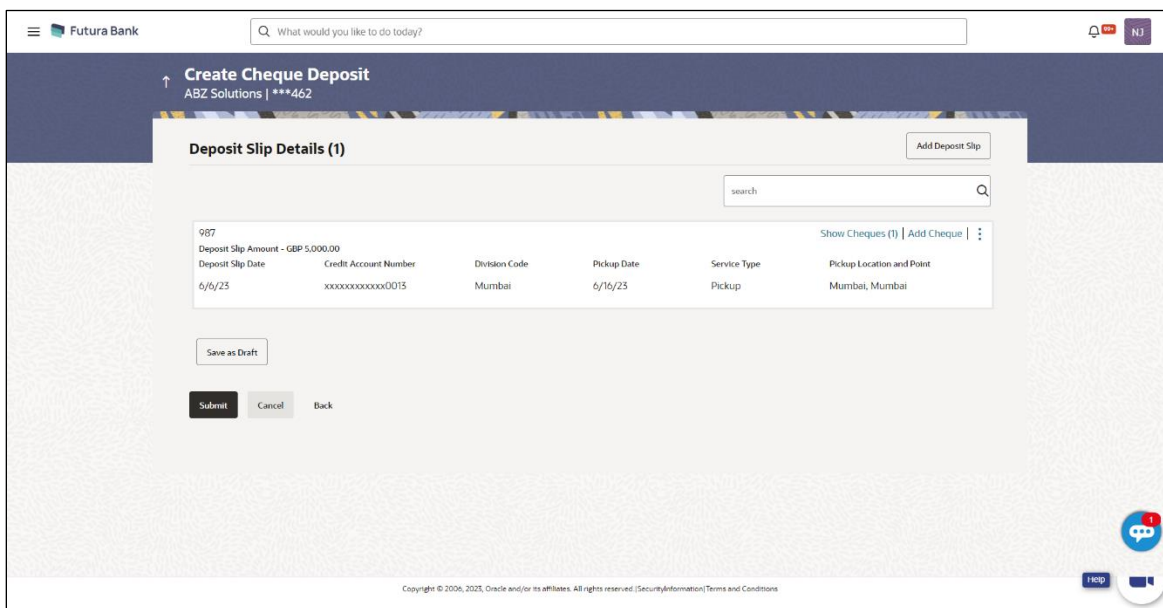 Futura Bank
What would you like to do today?
99+
NJ
Create Cheque Deposit
ABZ Solutions | ***462
Deposit Slip Details (1)
Add Deposit Slip
search
987
Show Cheques (1) | Add Cheque |
Deposit Slip Amount - GBP 5,000.00
Deposit Slip Date Credit Account Number Division Code Pickup Date Service Type Pickup Location and Point
6/6/23 xxxxxxxxxxxx0013 Mumbai 6/16/23 Pickup Mumbai, Mumbai
Save as Draft
Submit Cancel Back
1
Help
Copyright © 2006, 2023, Oracle and/or its affiliates. All rights reserved.|SecurityInformation|Terms and Conditions